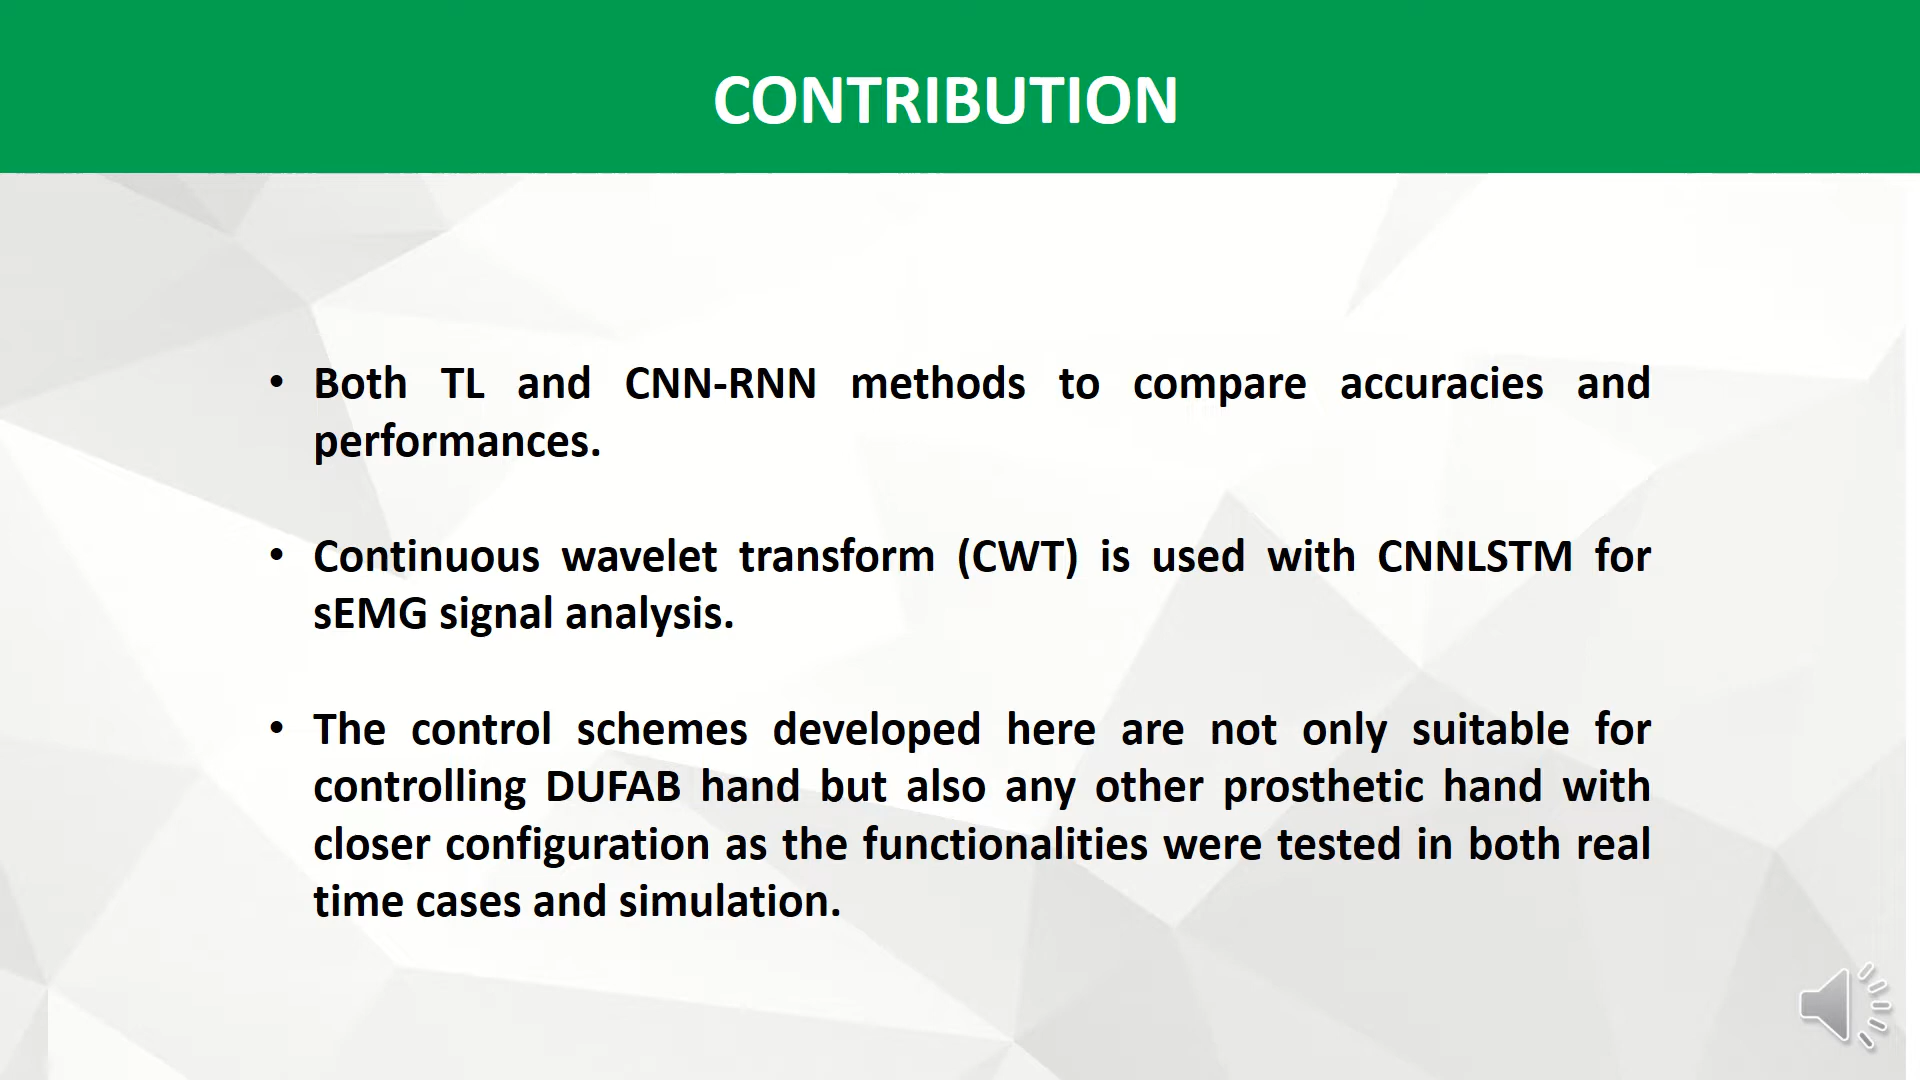 CONTRIBUTION
• Both TL and CNN-RNN methods to compare accuracies and
performances.
• Continuous wavelet transform (CWT) is used with CNNLSTM for
sEMG signal analysis.
• The control schemes developed here are not only suitable for
controlling DUFAB hand but also any other prosthetic hand with
closer configuration as the functionalities were tested in both real
time cases and simulation.